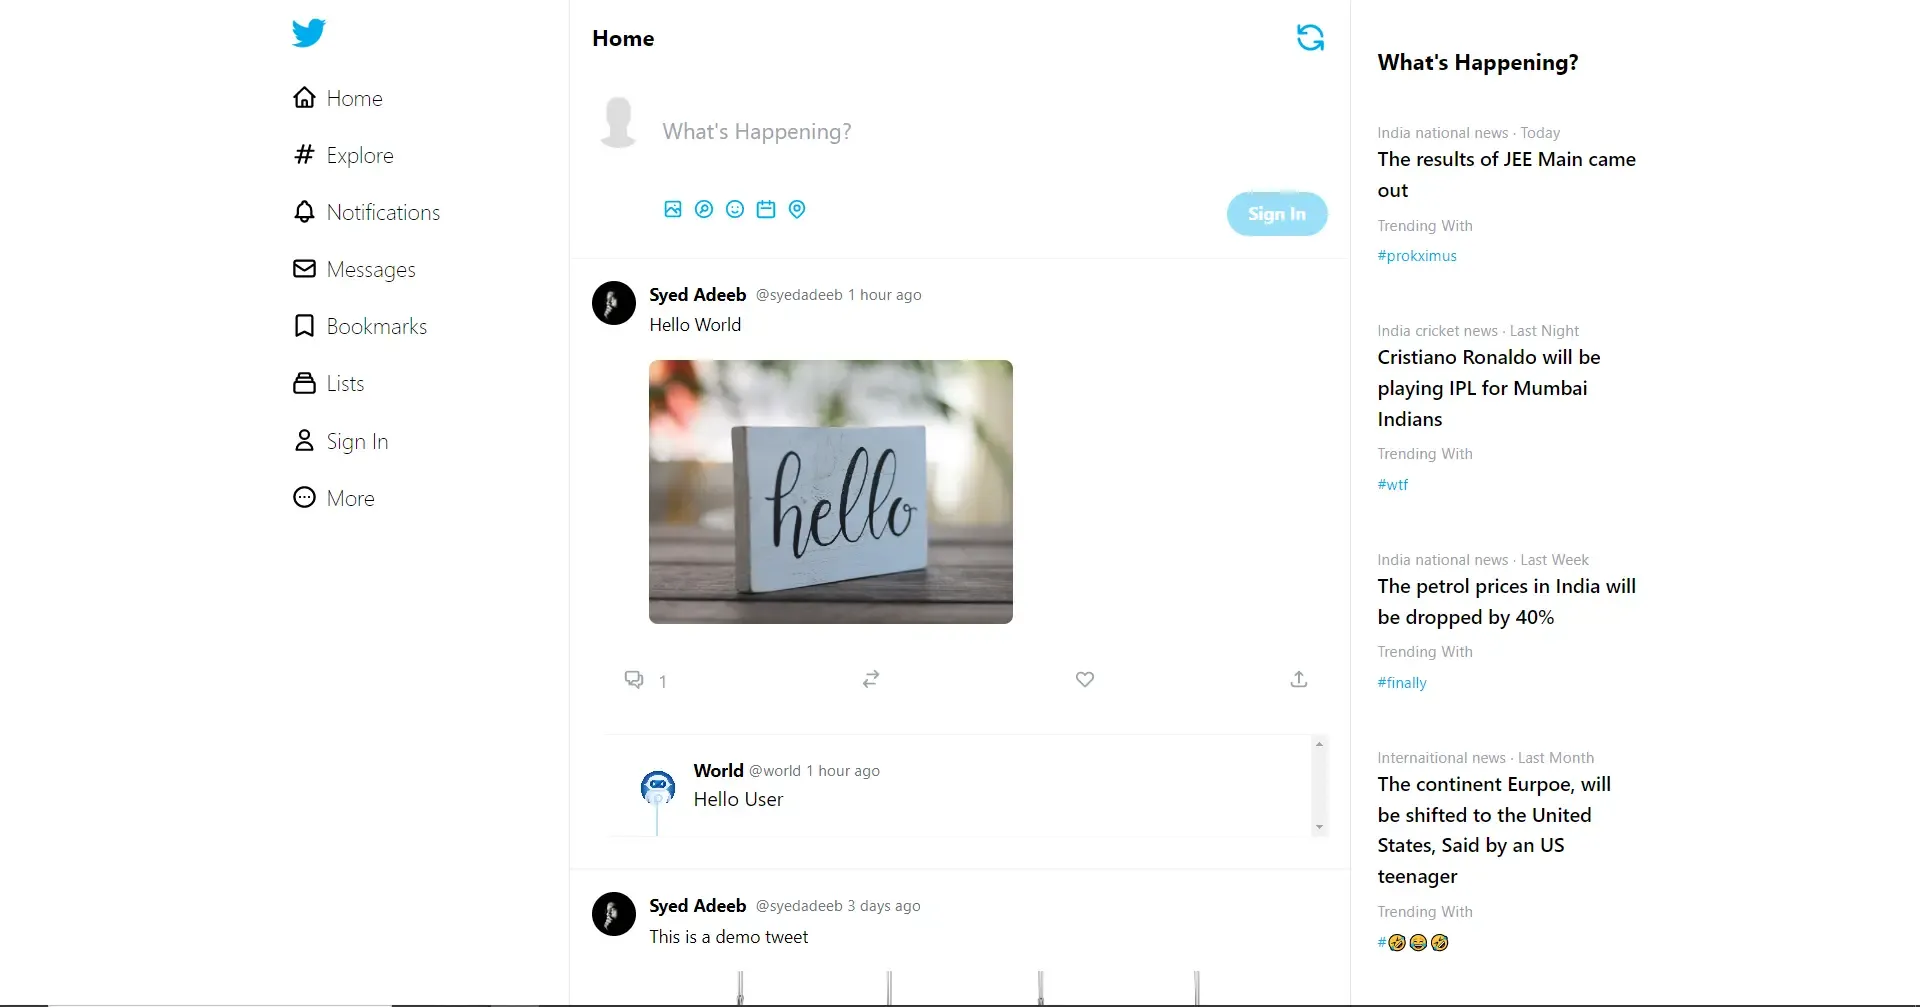 Home
Explore
Notifications
Messages
Bookmarks
Lists
Sign In
More
Home
What's Happening?
Sign In
Syed Adeeb @syedadeeb 1 hour ago
Hello World
hello
1
World @world 1 hour ago
Hello User
Syed Adeeb @syedadeeb 3 days ago
This is a demo tweet
What's Happening?
India national news · Today
The results of JEE Main came
out
Trending With
#prokximus
India cricket news · Last Night
Cristiano Ronaldo will be
playing IPL for Mumbai
Indians
Trending With
#wtf
India national news · Last Week
The petrol prices in India will
be dropped by 40%
Trending With
#finally
Internaitional news · Last Month
The continent Eurpoe, will
be shifted to the United
States, Said by an US
teenager
Trending With
#🤣😂🤣